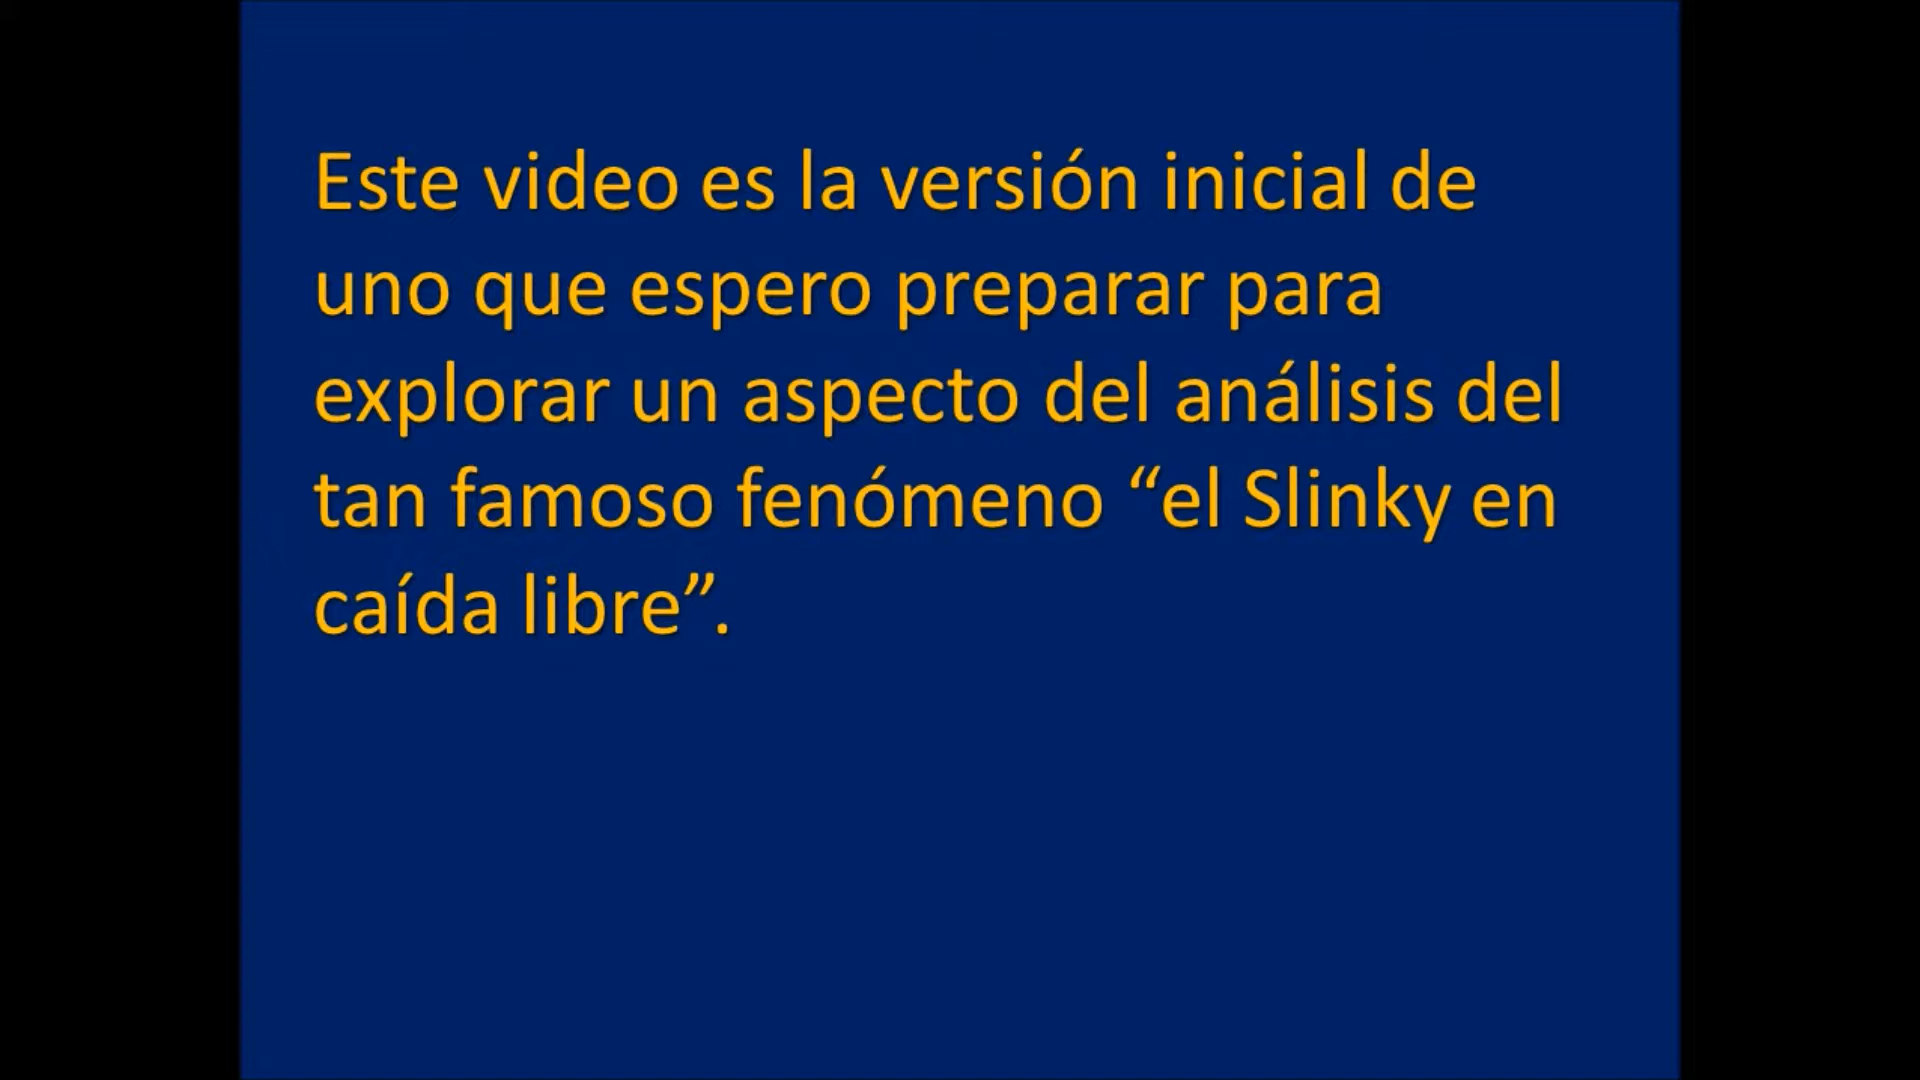 Este video es la versión inicial de
uno que espero preparar para
explorar un aspecto del análisis del
tan famoso fenómeno “el Slinky en
caída libre”.